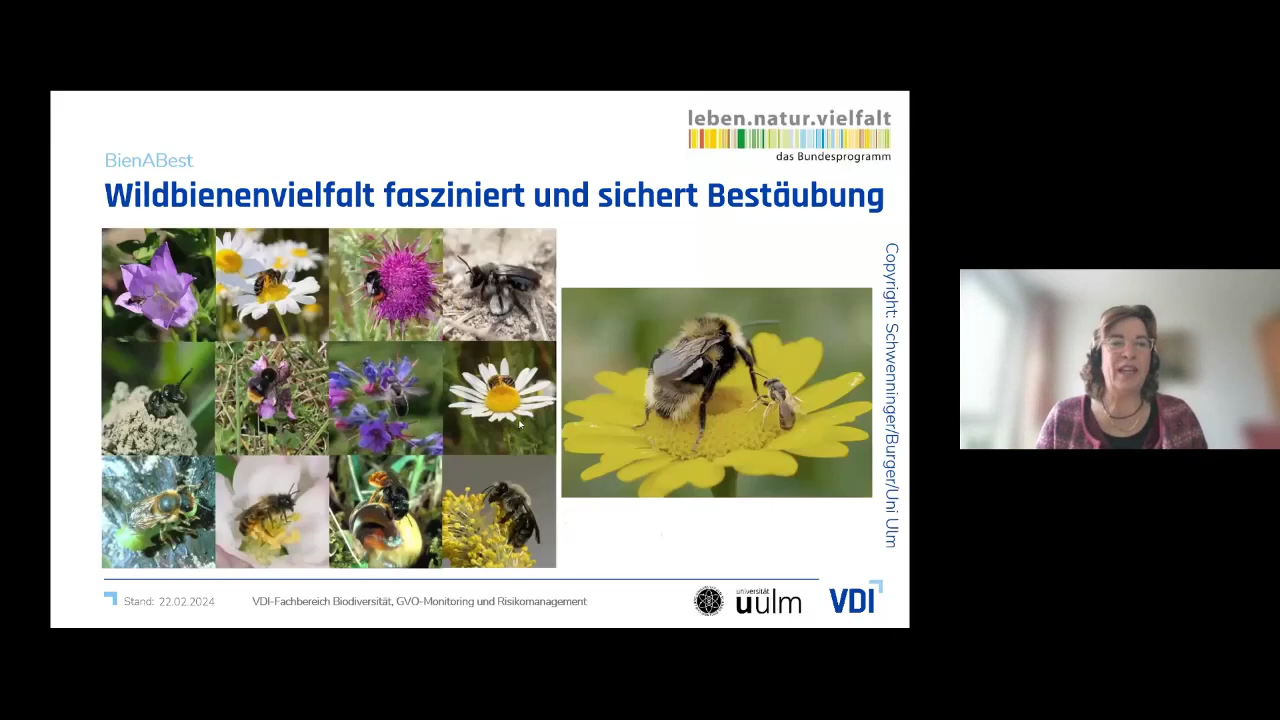 leben.natur.vielfalt
das Bundesprogramm
BienABest
Wildbienenvielfalt fasziniert und sichert Bestäubung
Copyright: Schwenninger/Burger/Uni Ulm
Stand: 22.02.2024
VDI-Fachbereich Biodiversität, GVO-Monitoring und Risikomanagement
universität
uulm
VDI